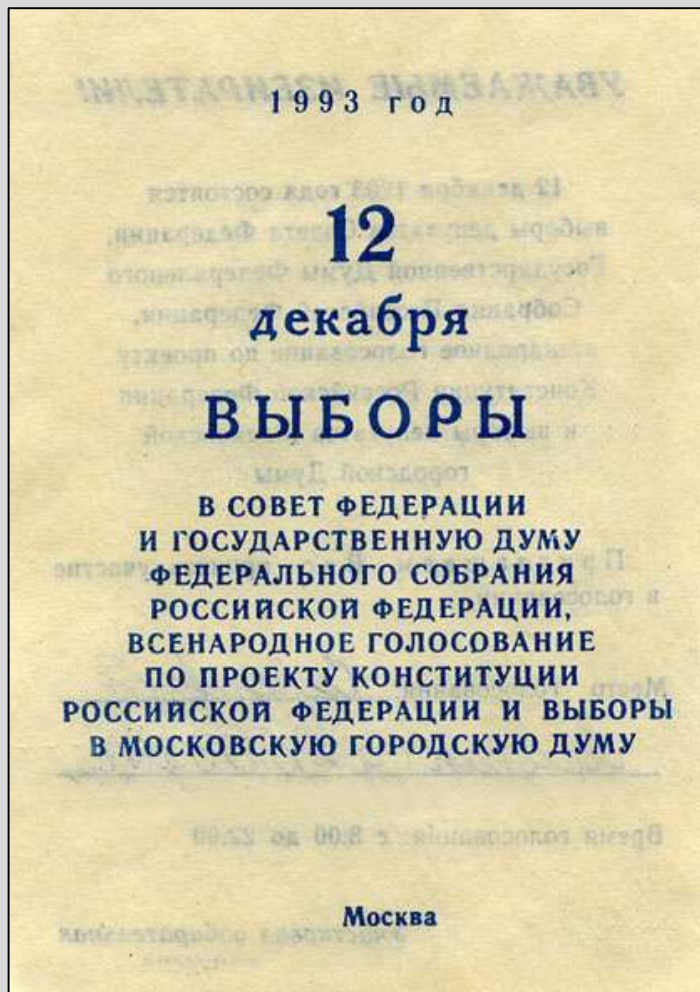 1993 год
12
декабря
ВЫБОРЫ
В СОВЕТ ФЕДЕРАЦИИ
И ГОСУДАРСТВЕННУЮ ДУМУ
ФЕДЕРАЛЬНОГО СОБРАНИЯ
РОССИЙСКОЙ ФЕДЕРАЦИИ,
ВСЕНАРОДНОЕ ГОЛОСОВАНИЕ
ПО ПРОЕКТУ КОНСТИТУЦИИ
РОССИЙСКОЙ ФЕДЕРАЦИИ И ВЫБОРЫ
В МОСКОВСКУЮ ГОРОДСКУЮ ДУМУ
Москва